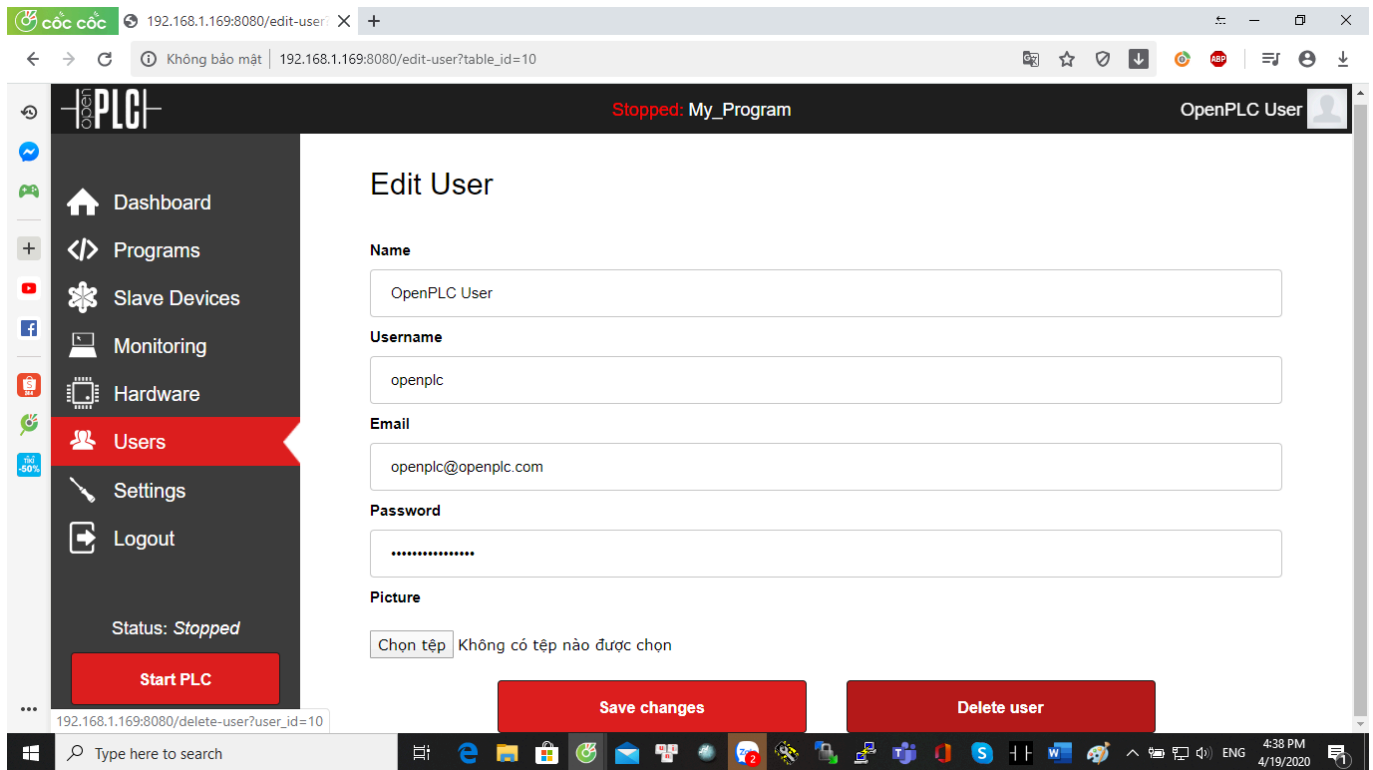 cốc cốc
192.168.1.169:8080/edit-user?
Không bảo mật
192.168.1.169:8080/edit-user?table_id=10
ABP
open PLC
Stopped: My_Program
OpenPLC User
Dashboard
Programs
Slave Devices
Monitoring
Hardware
Users
Settings
Logout
Status: Stopped
Start PLC
Edit User
Name
OpenPLC User
Username
openplc
Email
openplc@openplc.com
Password
••••••••••••••••
Picture
Chọn tệp Không có tệp nào được chọn
Save changes
Delete user
TIKI
-50%
192.168.1.169:8080/delete-user?user_id=10
Type here to search
ENG
4:38 PM
4/19/2020